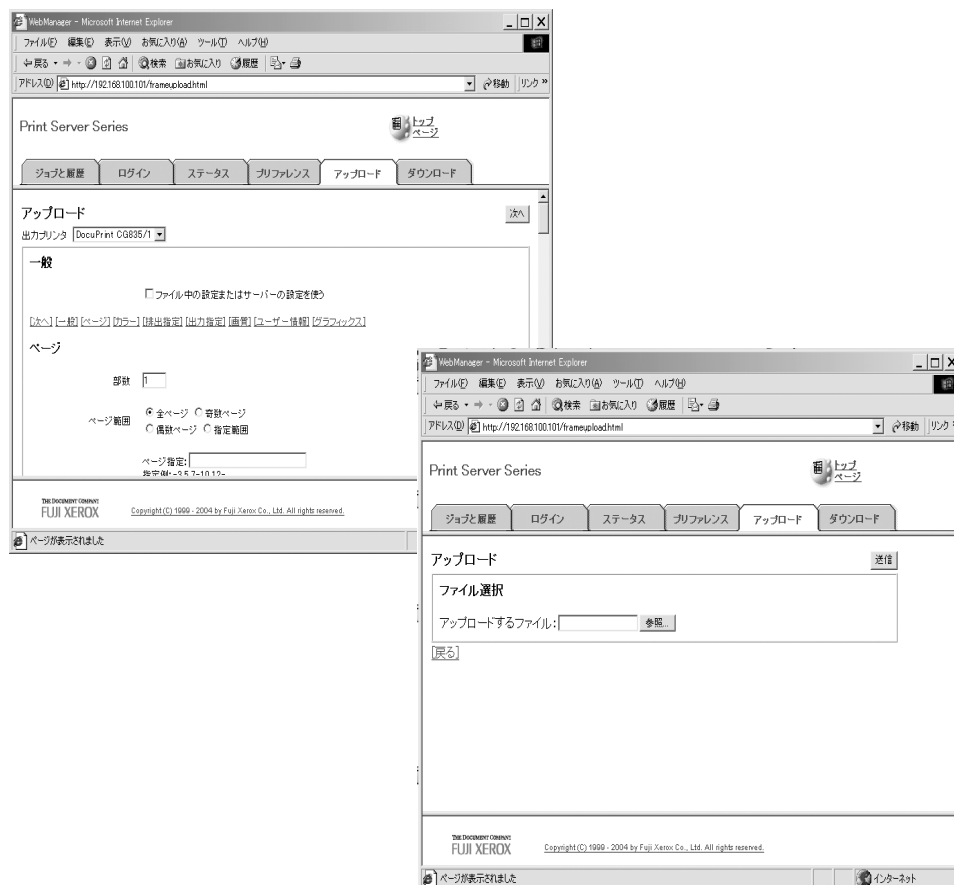 WebManager - Microsoft Internet Explorer
ファイル(F) 編集(E) 表示(V) お気に入り(A) ツール(T) ヘルプ(H)
戻る 検索 お気に入り 履歴
アドレス(D) http://192.168.100.101/frameupload.html 移動 リンク »
Print Server Series
トップ
ページ
ジョブと履歴 ログイン ステータス プリファレンス アップロード ダウンロード
アップロード 次へ
出力プリンタ DocuPrint CG835/1
一般
ファイル中の設定またはサーバーの設定を使う
[次へ] [一般] [ページ] [カラー] [排出指定] [出力指定] [画質] [ユーザー情報] [グラフィックス]
ページ
部数 1
ページ範囲 全ページ 奇数ページ
偶数ページ 指定範囲
ページ指定:
指定例:-3,5,7-10,12-
THE DOCUMENT COMPANY
FUJI XEROX Copyright (C) 1999 - 2004 by Fuji Xerox Co., Ltd. All rights reserved.
ページが表示されました
WebManager - Microsoft Internet Explorer
ファイル(F) 編集(E) 表示(V) お気に入り(A) ツール(T) ヘルプ(H)
戻る 検索 お気に入り 履歴
アドレス(D) http://192.168.100.101/frameupload.html 移動 リンク
Print Server Series
トップ
ページ
ジョブと履歴 ログイン ステータス プリファレンス アップロード ダウンロード
アップロード 送信
ファイル選択
アップロードするファイル: 参照...
[戻る]
THE DOCUMENT COMPANY
FUJI XEROX Copyright (C) 1999 - 2004 by Fuji Xerox Co., Ltd. All rights reserved.
ページが表示されました インターネット